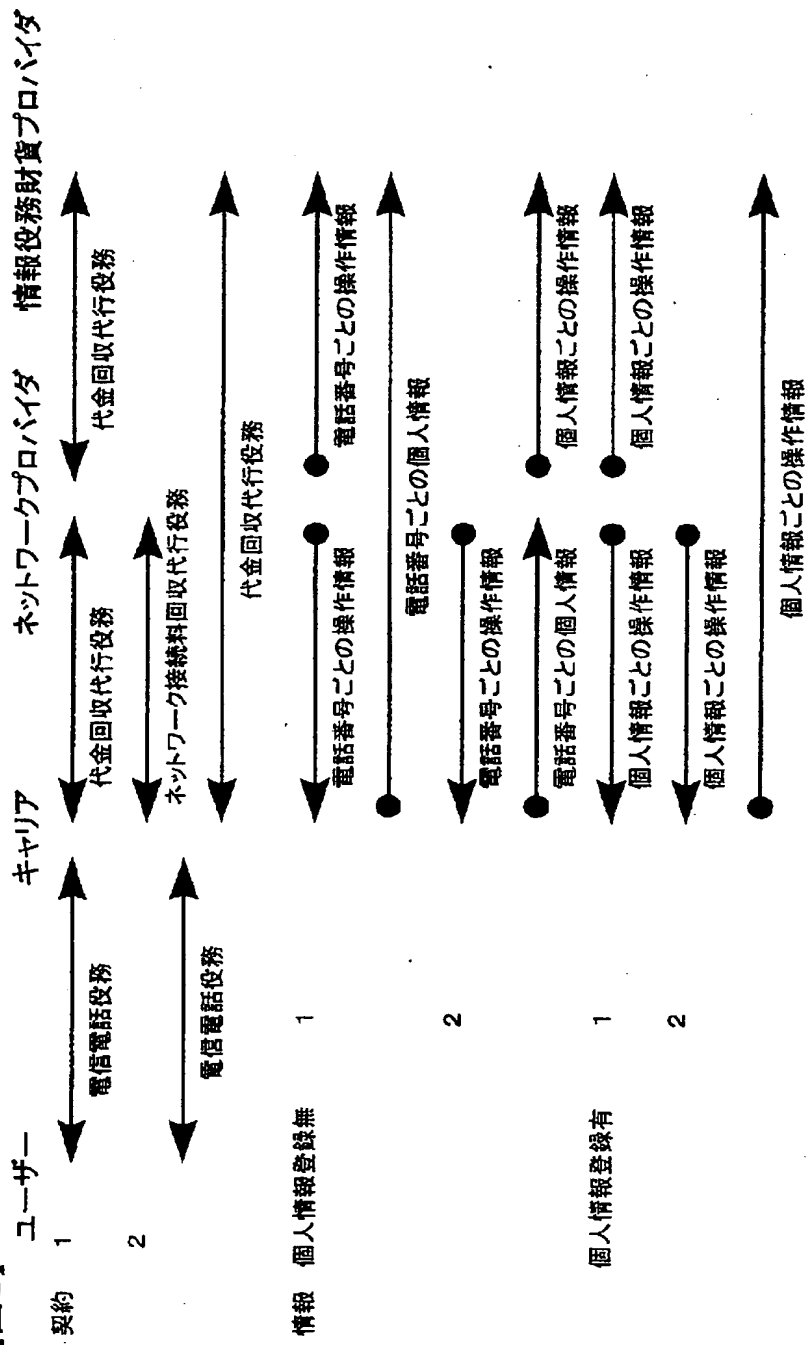 ユーザー キャリア ネットワークプロバイダ 情報役務財貨プロバイダ
契約 1
電信電話役務 代金回収代行役務 代金回収代行役務
2
ネットワーク接続料回収代行役務
電信電話役務
代金回収代行役務
情報 個人情報登録無 1
電話番号ごとの操作情報 電話番号ごとの操作情報
電話番号ごとの個人情報
2
電話番号ごとの操作情報
電話番号ごとの個人情報 個人情報ごとの操作情報
個人情報登録有 1
個人情報ごとの操作情報 個人情報ごとの操作情報
2
個人情報ごとの操作情報
個人情報ごとの操作情報